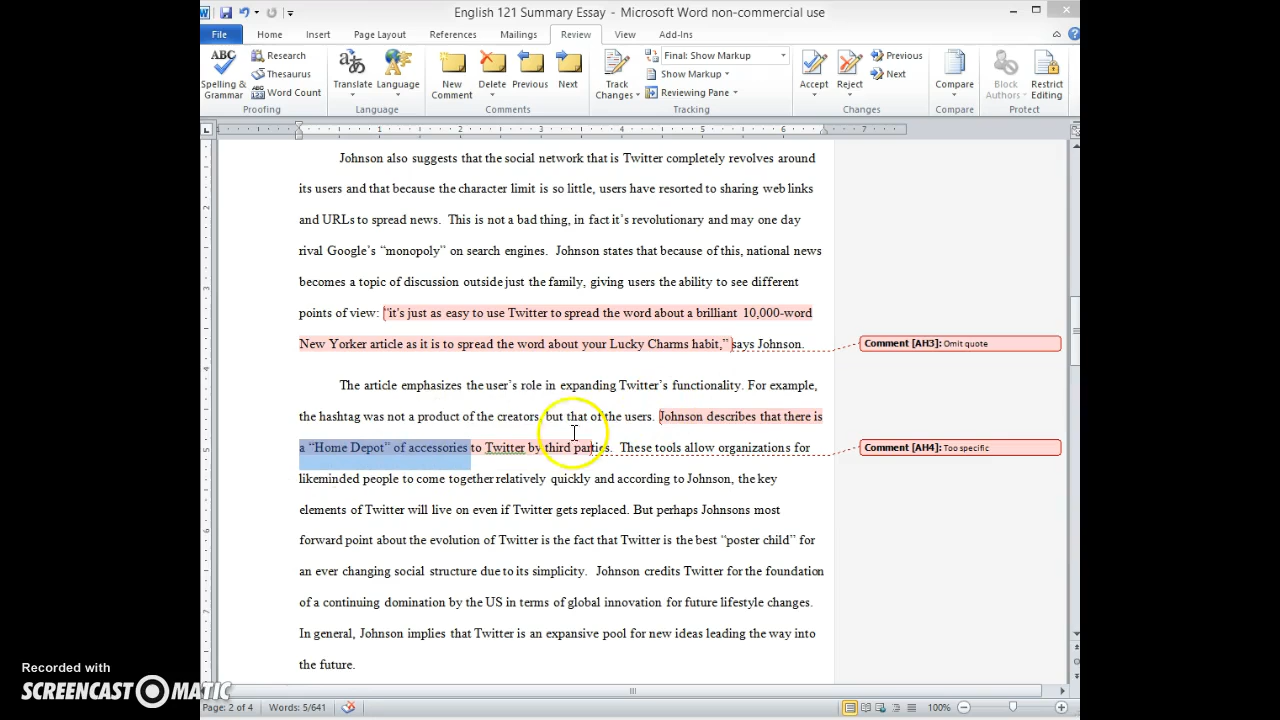 English 121 Summary Essay - Microsoft Word non-commercial use
File Home Insert Page Layout References Mailings Review View Add-Ins
ABC Spelling & Grammar
Research
Thesaurus
ABC 123 Word Count
Proofing
Translate
Language
Language
New Comment
Delete
Previous
Next
Comments
Track Changes
Final: Show Markup
Show Markup
Reviewing Pane
Tracking
Accept
Reject
Previous
Next
Changes
Compare
Compare
Block Authors
Restrict Editing
Protect
1 1 2 3 4 5 6 7
Johnson also suggests that the social network that is Twitter completely revolves around
its users and that because the character limit is so little, users have resorted to sharing web links
and URLs to spread news. This is not a bad thing, in fact it's revolutionary and may one day
rival Google's “monopoly” on search engines. Johnson states that because of this, national news
becomes a topic of discussion outside just the family, giving users the ability to see different
points of view: “it's just as easy to use Twitter to spread the word about a brilliant 10,000-word
New Yorker article as it is to spread the word about your Lucky Charms habit,” says Johnson.
Comment [AH3]: Omit quote
The article emphasizes the user's role in expanding Twitter's functionality. For example,
the hashtag was not a product of the creators, but that of the users. Johnson describes that there is
a “Home Depot” of accessories to Twitter by third parties. These tools allow organizations for
Comment [AH4]: Too specific
likeminded people to come together relatively quickly and according to Johnson, the key
elements of Twitter will live on even if Twitter gets replaced. But perhaps Johnsons most
forward point about the evolution of Twitter is the fact that Twitter is the best “poster child” for
an ever changing social structure due to its simplicity. Johnson credits Twitter for the foundation
of a continuing domination by the US in terms of global innovation for future lifestyle changes.
In general, Johnson implies that Twitter is an expansive pool for new ideas leading the way into
the future.
Page: 2 of 4 Words: 5/641 100%
Recorded with
SCREENCAST O MATIC